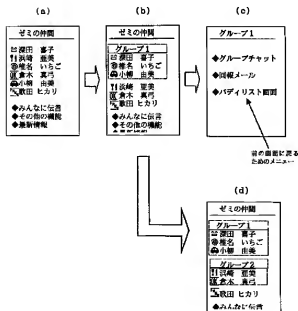 (a)
ゼミの仲間
深田 喜子
浜崎 亜美
椎名 いちご
倉木 真弓
小柳 由美
歌田 ヒカリ
◆みんなに伝言
◆その他の機能
◆最新情報
(b)
ゼミの仲間
グループ1
深田 喜子
椎名 いちご
小柳 由美
浜崎 亜美
倉木 真弓
歌田 ヒカリ
◆みんなに伝言
◆その他の機能
(c)
グループ1
◆グループチャット
◆回報メール
◆バディリスト画面
前の画面に戻る
ためのメニュー
(d)
ゼミの仲間
グループ1
深田 喜子
椎名 いちご
小柳 由美
グループ2
浜崎 亜美
倉木 真弓
歌田 ヒカリ
◆みんなに伝言